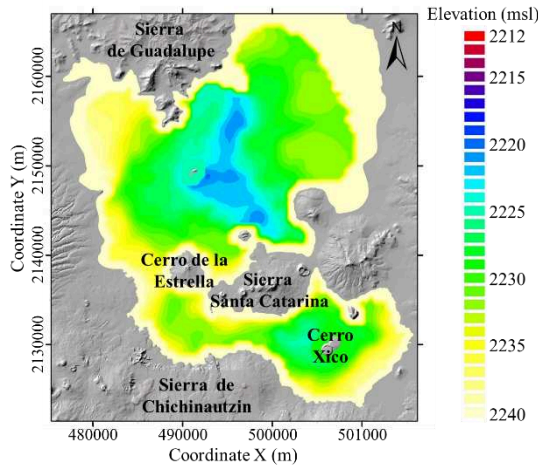 Elevation (msl)
Sierra
de Guadalupe
N
2212
2215
2220
2225
2230
2235
2240
Coordinate Y (m)
2160000
2150000
2140000
2130000
Cerro de la
Estrella
Sierra
Santa Catarina
Cerro
Xico
Sierra de
Chichinautzin
480000
490000
500000
501000
Coordinate X (m)